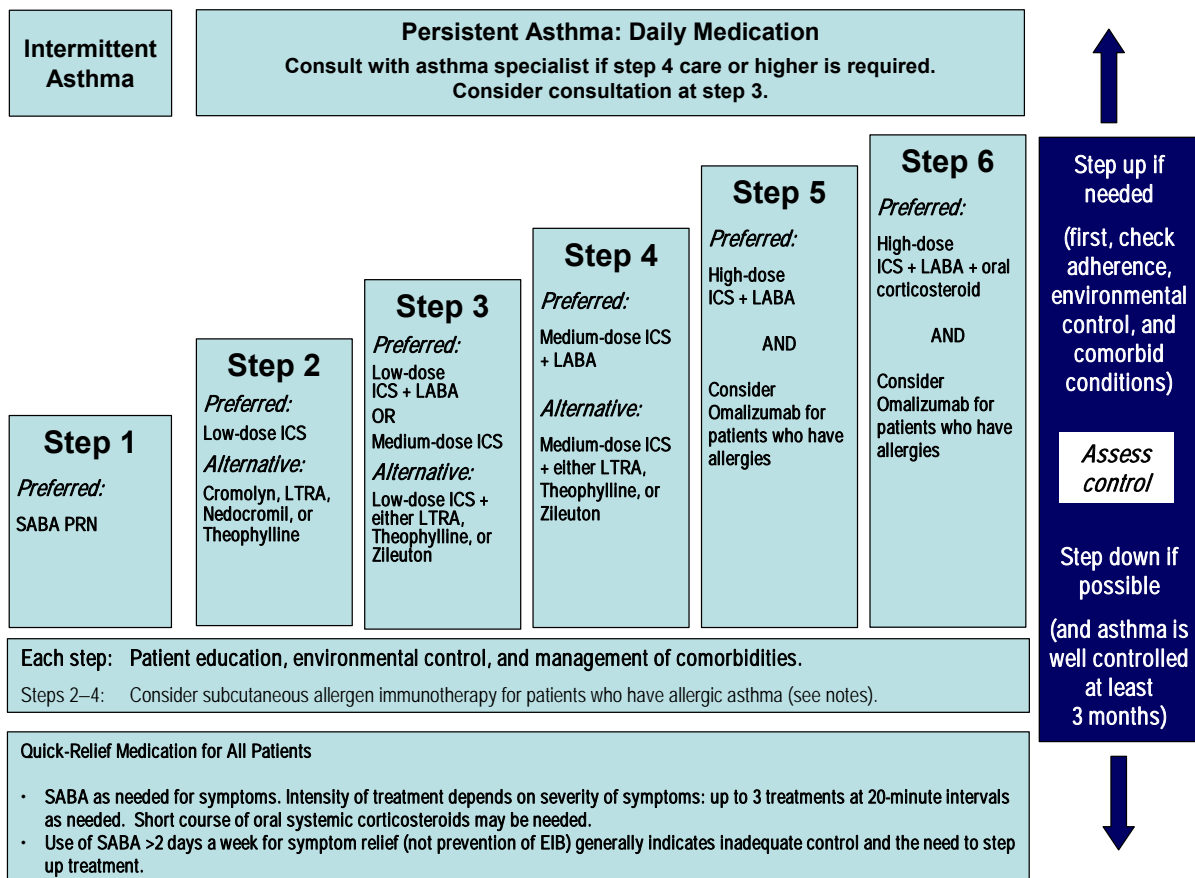 Intermittent
Asthma
Persistent Asthma: Daily Medication
Consult with asthma specialist if step 4 care or higher is required.
Consider consultation at step 3.
Step 1
Preferred:
SABA PRN
Step 2
Preferred:
Low-dose ICS
Alternative:
Cromolyn, LTRA,
Nedocromil, or
Theophylline
Step 3
Preferred:
Low-dose
ICS + LABA
OR
Medium-dose ICS
Alternative:
Low-dose ICS +
either LTRA,
Theophylline, or
Zileuton
Step 4
Preferred:
Medium-dose ICS
+ LABA
Alternative:
Medium-dose ICS
+ either LTRA,
Theophylline, or
Zileuton
Step 5
Preferred:
High-dose
ICS + LABA
AND
Consider
Omalizumab for
patients who have
allergies
Step 6
Preferred:
High-dose
ICS + LABA + oral
corticosteroid
AND
Consider
Omalizumab for
patients who have
allergies
Step up if
needed
(first, check
adherence,
environmental
control, and
comorbid
conditions)
Assess
control
Step down if
possible
(and asthma is
well controlled
at least
3 months)
Each step: Patient education, environmental control, and management of comorbidities.
Steps 2–4: Consider subcutaneous allergen immunotherapy for patients who have allergic asthma (see notes).
Quick-Relief Medication for All Patients
• SABA as needed for symptoms. Intensity of treatment depends on severity of symptoms: up to 3 treatments at 20-minute intervals
as needed. Short course of oral systemic corticosteroids may be needed.
• Use of SABA >2 days a week for symptom relief (not prevention of EIB) generally indicates inadequate control and the need to step
up treatment.